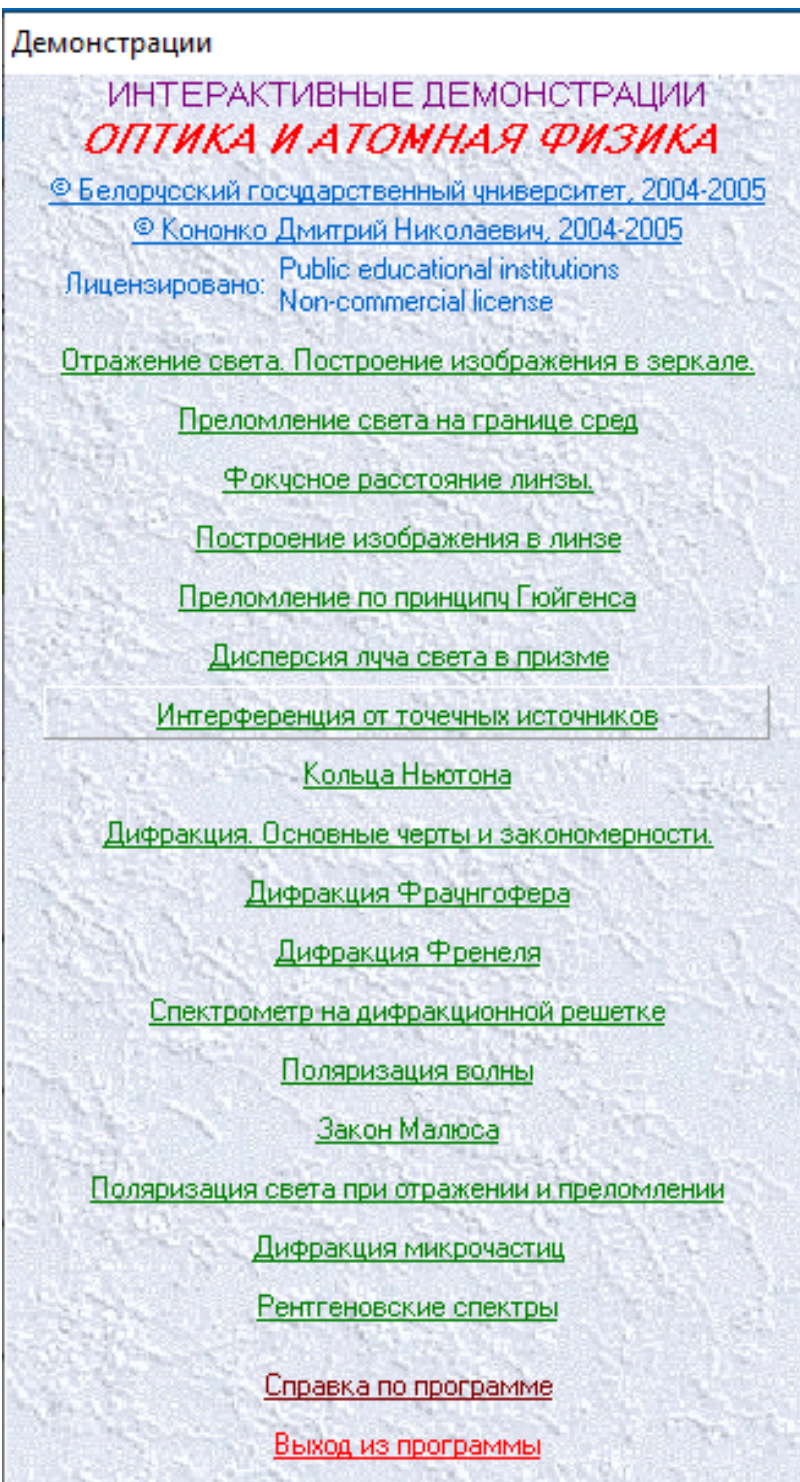 Демонстрации
ИНТЕРАКТИВНЫЕ ДЕМОНСТРАЦИИ
ОПТИКА И АТОМНАЯ ФИЗИКА
© Белорусский государственный университет, 2004-2005
© Кононко Дмитрий Николаевич, 2004-2005
Лицензировано: Public educational institutions
Non-commercial license
Отражение света. Построение изображения в зеркале.
Преломление света на границе сред
Фокусное расстояние линзы.
Построение изображения в линзе
Преломление по принципу Гюйгенса
Дисперсия луча света в призме
Интерференция от точечных источников
Кольца Ньютона
Дифракция. Основные черты и закономерности.
Дифракция Фраунгофера
Дифракция Френеля
Спектрометр на дифракционной решетке
Поляризация волны
Закон Малюса
Поляризация света при отражении и преломлении
Дифракция микрочастиц
Рентгеновские спектры
Справка по программе
Выход из программы